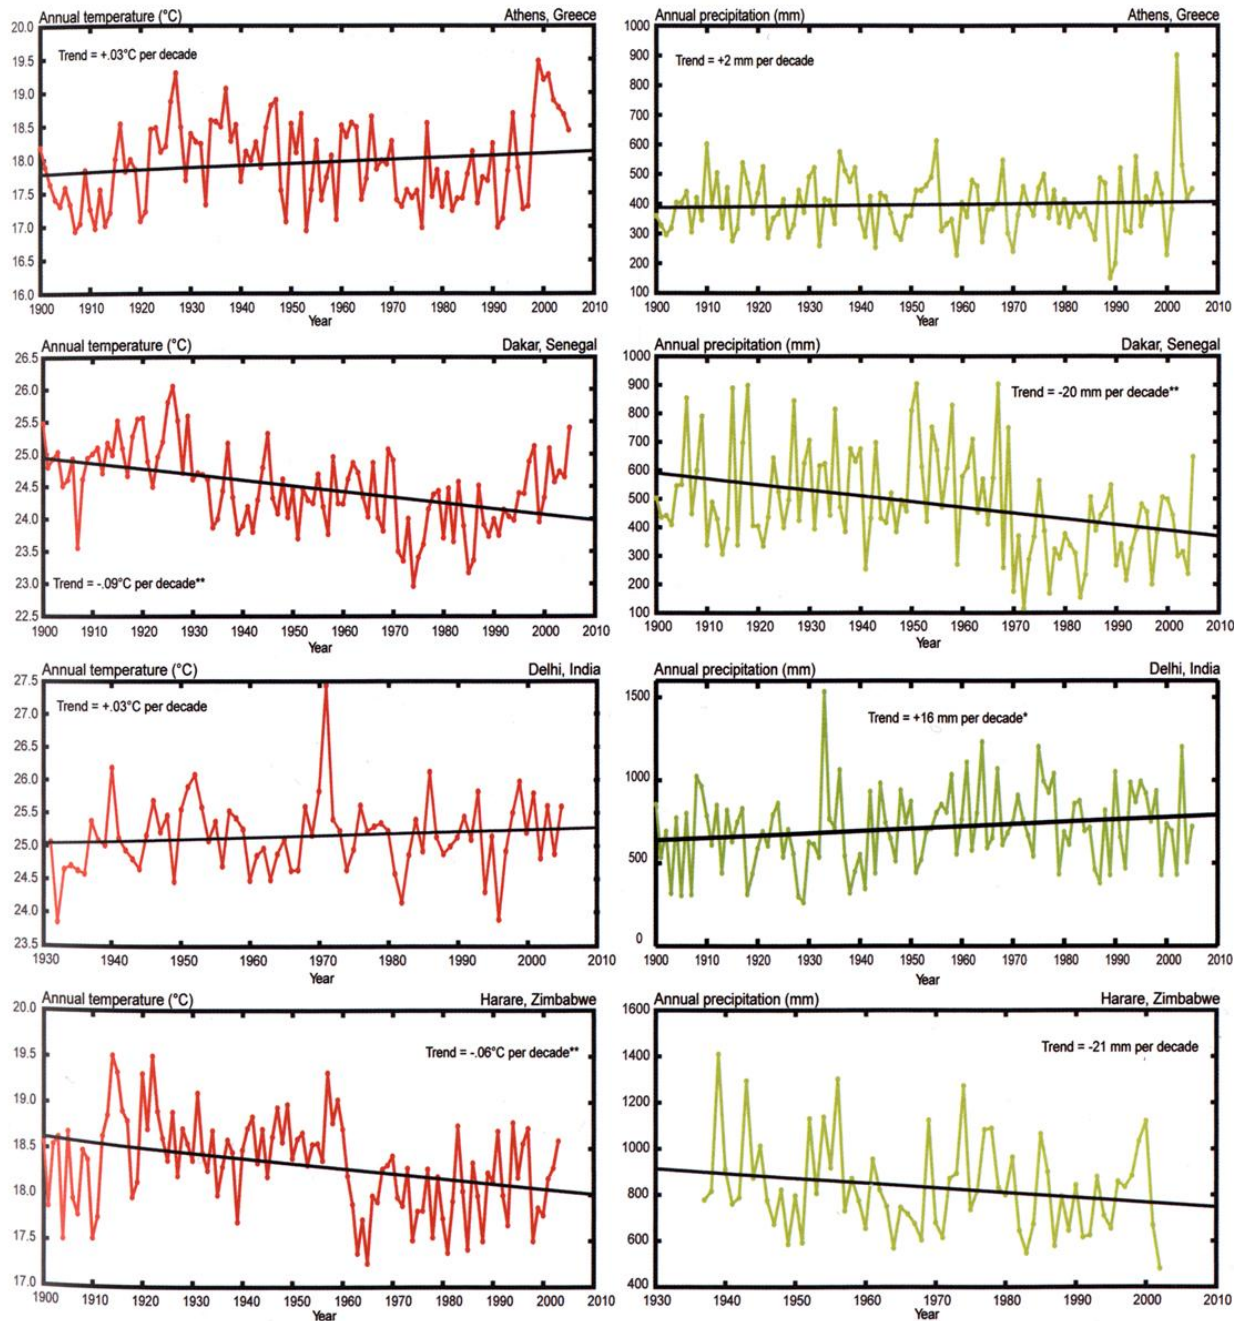 Annual temperature (°C) Athens, Greece
20.0
Trend = +.03°C per decade
19.5
19.0
18.5
18.0
17.5
17.0
16.5
16.0
1900 1910 1920 1930 1940 1950 1960 1970 1980 1990 2000 2010
Year
Annual precipitation (mm) Athens, Greece
1000
Trend = +2 mm per decade
900
800
700
600
500
400
300
200
100
1900 1910 1920 1930 1940 1950 1960 1970 1980 1990 2000 2010
Year
Annual temperature (°C) Dakar, Senegal
26.5
26.0
25.5
25.0
24.5
24.0
23.5
23.0
Trend = -.09°C per decade**
22.5
1900 1910 1920 1930 1940 1950 1960 1970 1980 1990 2000 2010
Year
Annual precipitation (mm) Dakar, Senegal
1000
900
Trend = -20 mm per decade**
800
700
600
500
400
300
200
100
1900 1910 1920 1930 1940 1950 1960 1970 1980 1990 2000 2010
Year
Annual temperature (°C) Delhi, India
27.5
Trend = +.03°C per decade
27.0
26.5
26.0
25.5
25.0
24.5
24.0
23.5
1930 1940 1950 1960 1970 1980 1990 2000 2010
Year
Annual precipitation (mm) Delhi, India
1500
Trend = +16 mm per decade*
1000
500
0
1900 1910 1920 1930 1940 1950 1960 1970 1980 1990 2000 2010
Year
Annual temperature (°C) Harare, Zimbabwe
20.0
19.5
Trend = -.06°C per decade**
19.0
18.5
18.0
17.5
17.0
1900 1910 1920 1930 1940 1950 1960 1970 1980 1990 2000 2010
Year
Annual precipitation (mm) Harare, Zimbabwe
1600
Trend = -21 mm per decade
1400
1200
1000
800
600
400
1930 1940 1950 1960 1970 1980 1990 2000 2010
Year